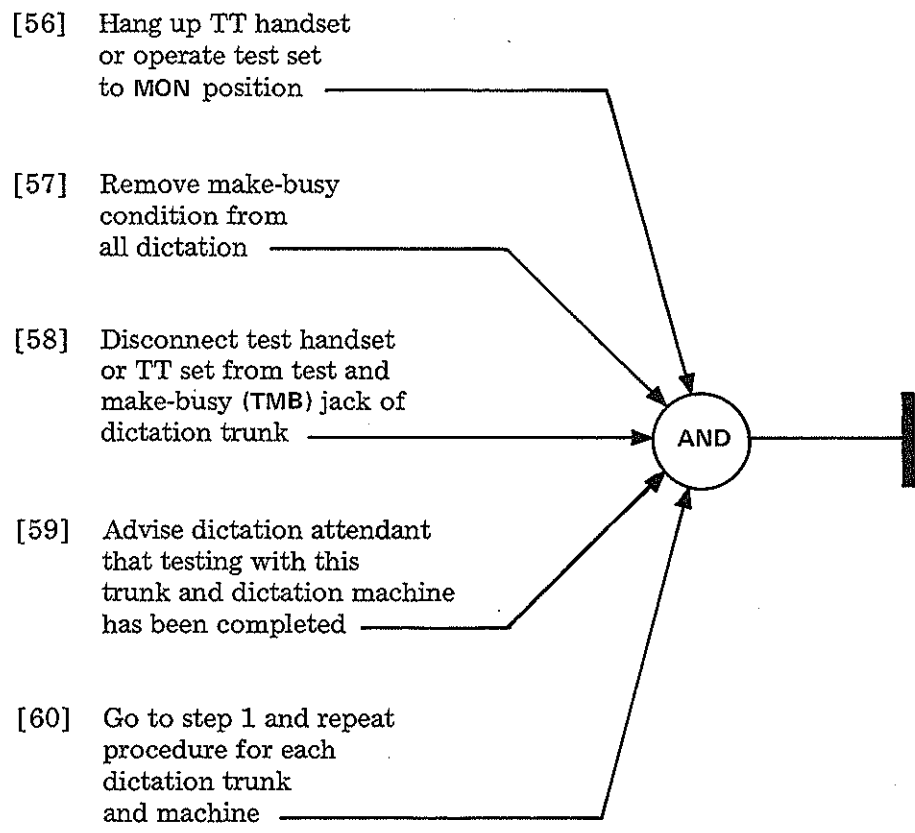 [56] Hang up TT handset
or operate test set
to MON position
[57] Remove make-busy
condition from
all dictation
[58] Disconnect test handset
or TT set from test and
make-busy (TMB) jack of
dictation trunk
AND
[59] Advise dictation attendant
that testing with this
trunk and dictation machine
has been completed
[60] Go to step 1 and repeat
procedure for each
dictation trunk
and machine